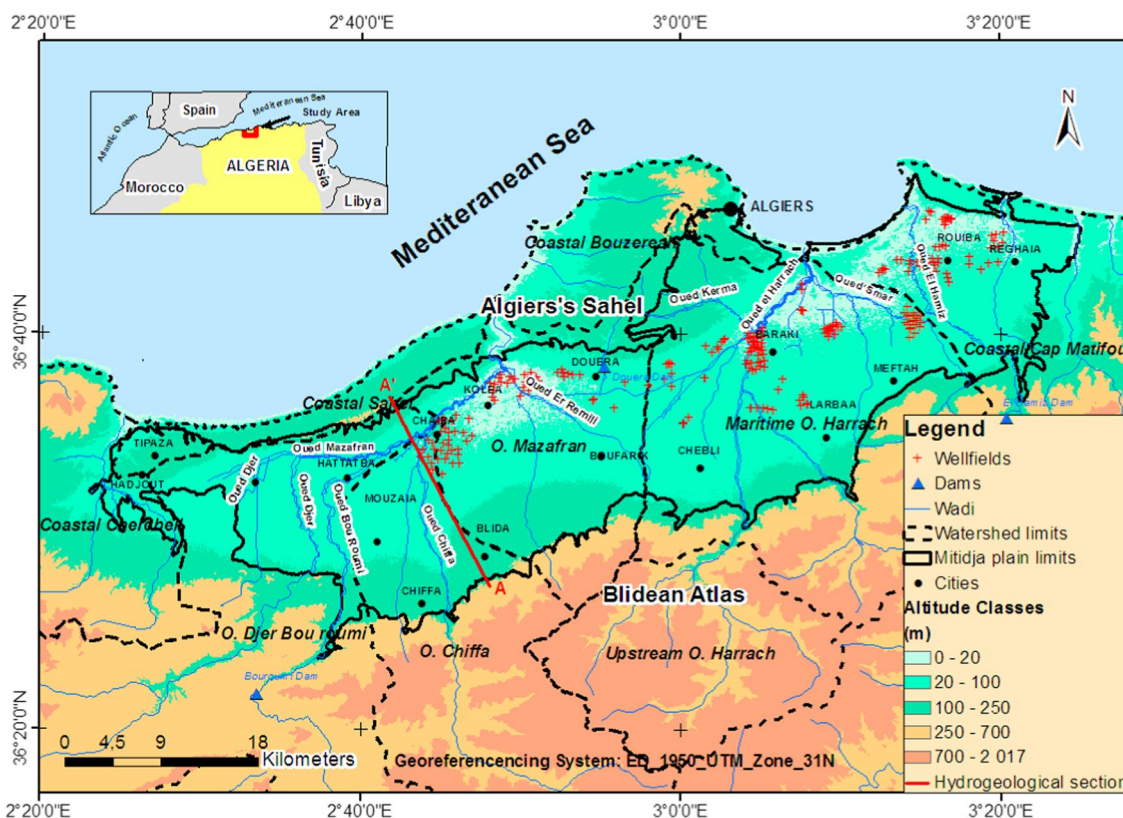 2°20'0"E
2°40'0"E
3°0'0"E
3°20'0"E
N
Spain
Mediterranean Sea
Study Area
Atlantic Ocean
ALGERIA
Tunisia
Morocco
Libya
Mediteranean Sea
ALGIERS
Coastal Bouzereah
ROUIBA
REGHAIA
Oued El Hamiz
Oued Smar
Oued el Harrach
Oued Kerma
Algiers's Sahel
36°40'0"N
36°40'0"N
BARAKI
Coastal Cap Matifou
DOUERA
Douera Dam
MEFTAH
A'
KOLEA
Oued Er Remili
Coastal Sahel
LARBAA
El Hamiz Dam
CHAIBA
Maritime O. Harrach
TIPAZA
Oued Mazafran
O. Mazafran
HATTATBA
BOUFARIK
CHEBLI
HADJOUT
Oued Djer
Oued Djer
Oued Bou Roumi
MOUZAIA
Oued Chiffa
Coastal Cherchell
BLIDA
CHIFFA
A
Blidean Atlas
O. Djer Bou roumi
O. Chiffa
Upstream O. Harrach
Bouroumi Dam
36°20'0"N
0 4,5 9 18
Kilometers
Georeferencing System: ED_1950_UTM_Zone_31N
Legend
Wellfields
Dams
Wadi
Watershed limits
Mitidja plain limits
Cities
Altitude Classes
(m)
0 - 20
20 - 100
100 - 250
250 - 700
700 - 2 017
Hydrogeological section
2°20'0"E
2°40'0"E
3°0'0"E
3°20'0"E